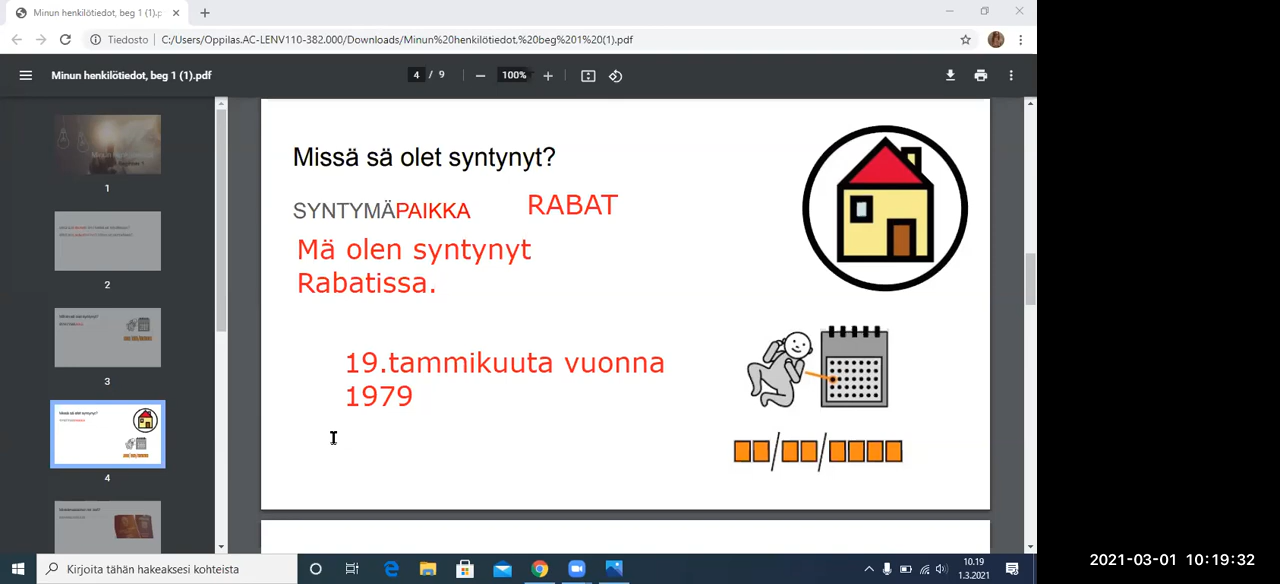 Minun henkilötiedot, beg 1 (1).p
Tiedosto
C:/Users/Oppilas.AC-LENV110-382.000/Downloads/Minun%20henkilötiedot,%20beg%201%20(1).pdf
Minun henkilötiedot, beg 1 (1).pdf
4 / 9
100%
1
2
3
4
Missä sä olet syntynyt?
SYNTYMÄPAIKKA
RABAT
Mä olen syntynyt
Rabatissa.
19.tammikuuta vuonna
1979
Kirjoita tähän hakeaksesi kohteista
10.19
1.3.2021
2021-03-01 10:19:32